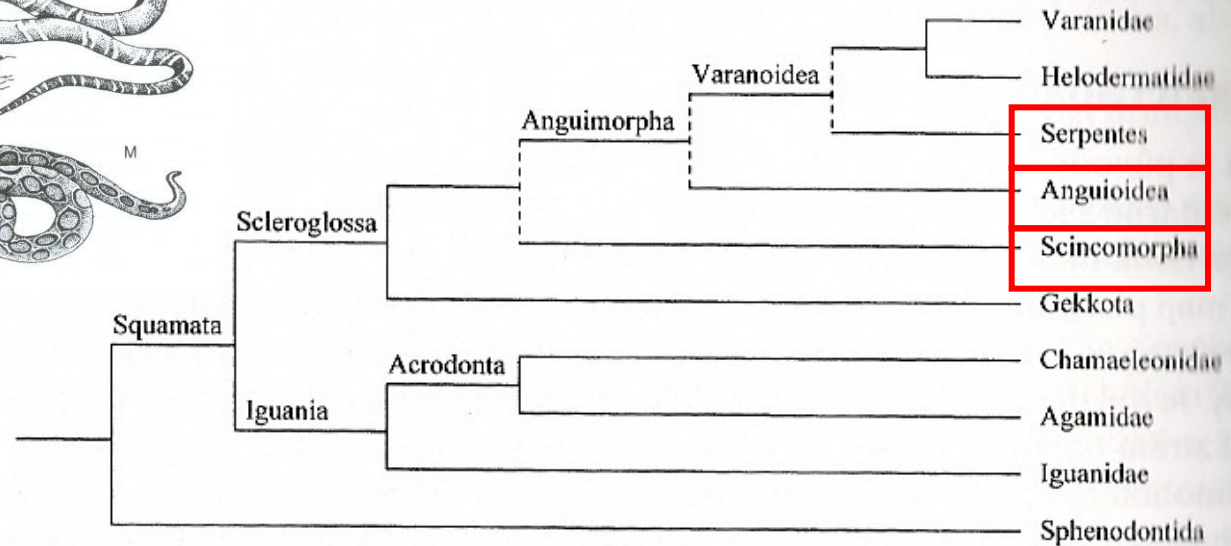 Varanidae
Varanoidea
Helodermatidae
Anguimorpha
Serpentes
M
Anguioidea
Scleroglossa
Scincomorpha
Gekkota
Squamata
Acrodonta
Chamaeleonidae
Iguania
Agamidae
Iguanidae
Sphenodontida